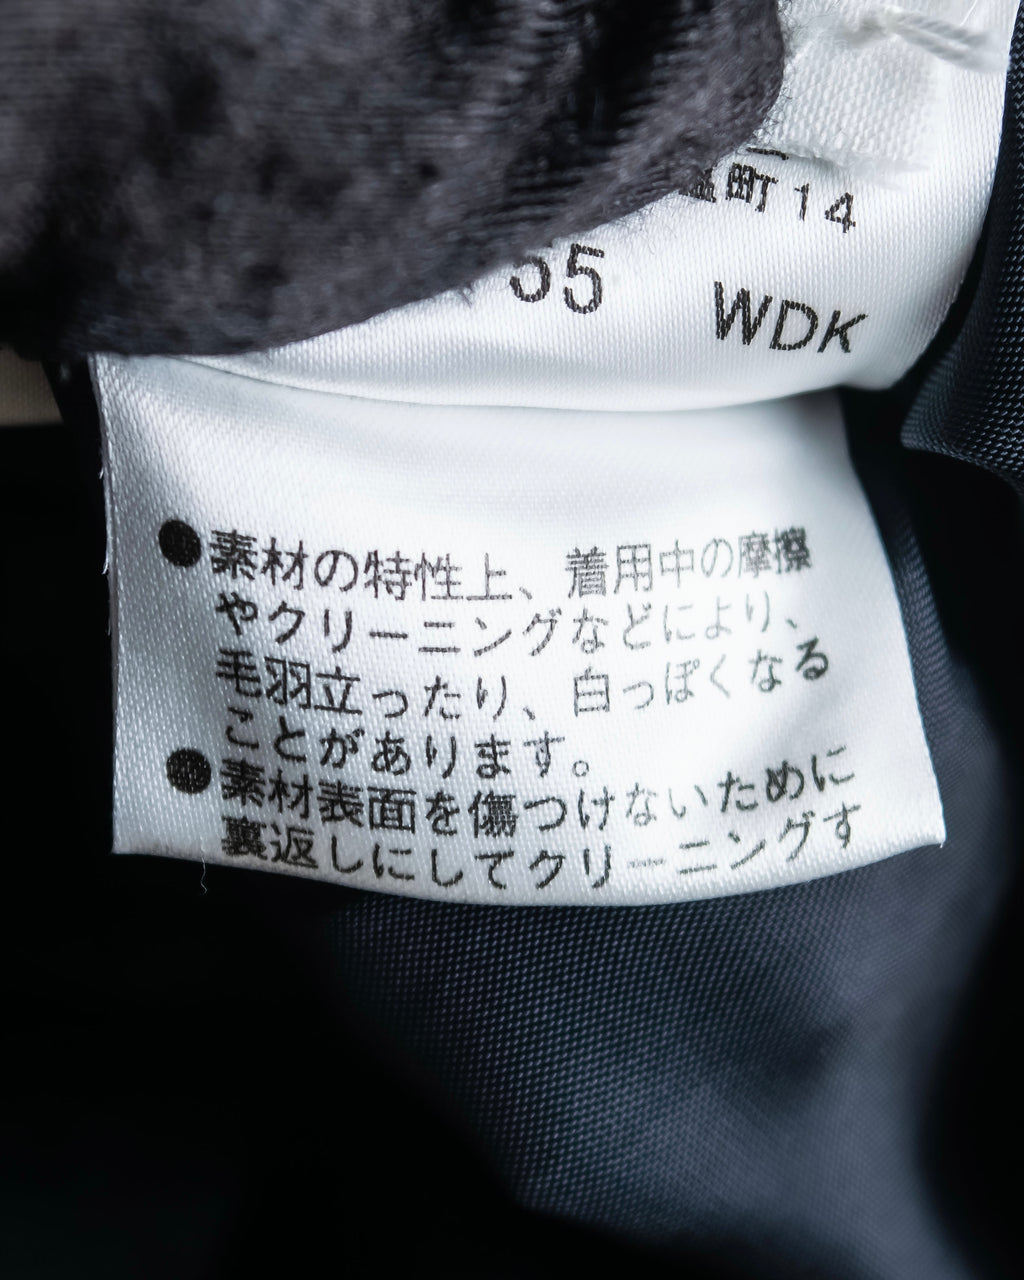 町14
55
WDK
●素材の特性上、着用中の摩擦
やクリーニングなどにより、
毛羽立ったり、白っぽくなる
ことがあります。
●素材表面を傷つけないために
裏返しにしてクリーニングす